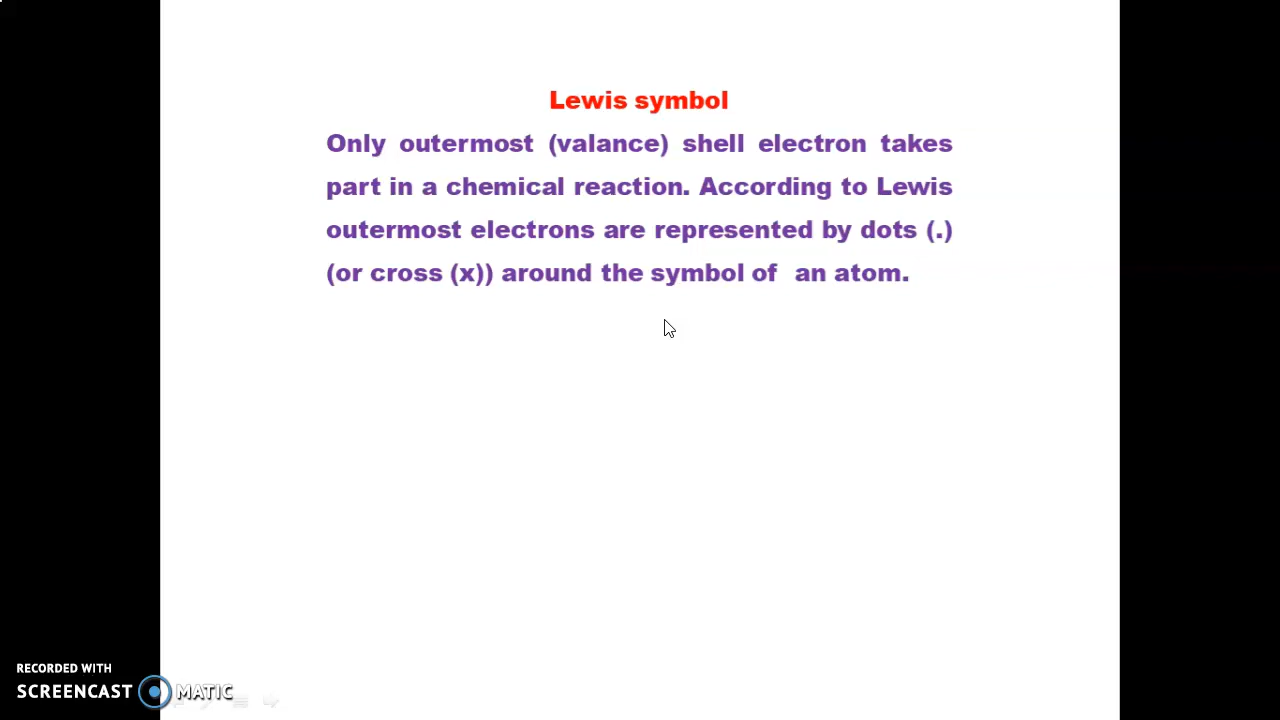 Lewis symbol
Only outermost (valance) shell electron takes
part in a chemical reaction. According to Lewis
outermost electrons are represented by dots (.)
(or cross (x)) around the symbol of an atom.
RECORDED WITH
SCREENCAST MATIC